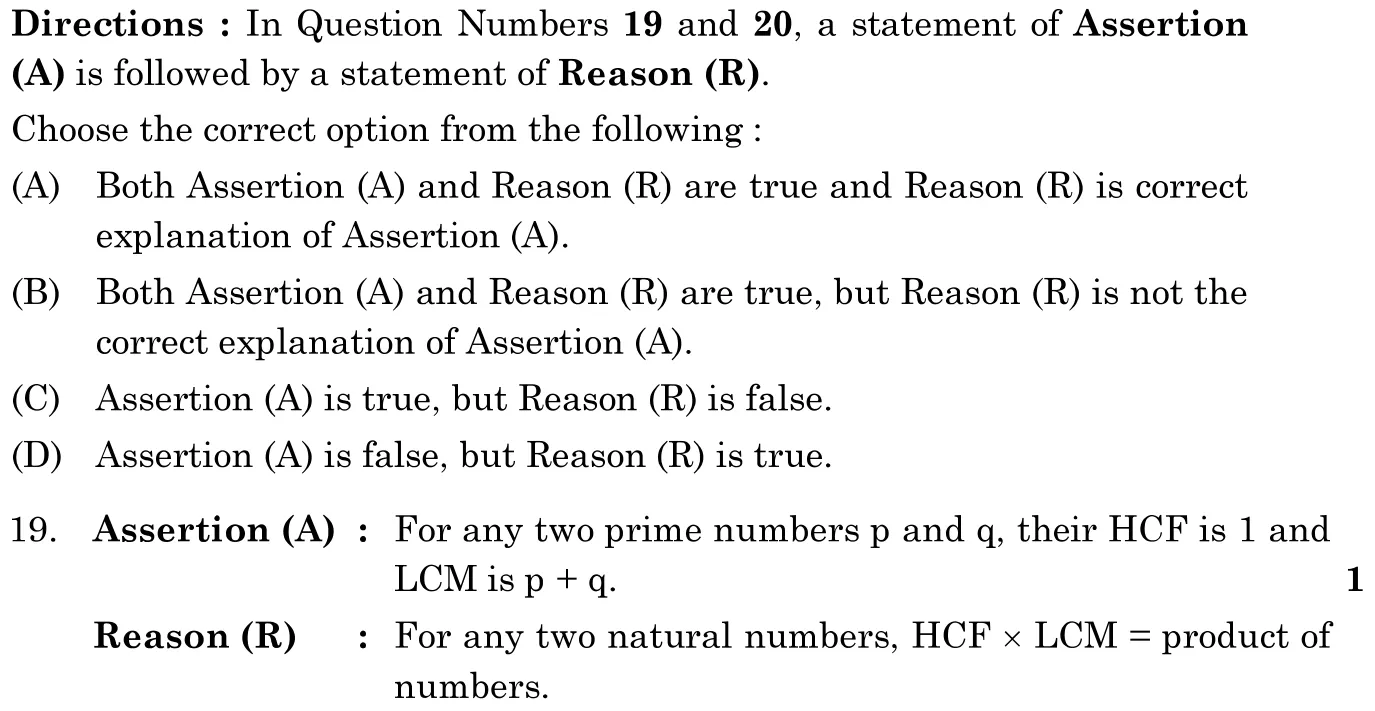 Directions : In Question Numbers 19 and 20, a statement of Assertion
(A) is followed by a statement of Reason (R).
Choose the correct option from the following :
(A) Both Assertion (A) and Reason (R) are true and Reason (R) is correct
explanation of Assertion (A).
(B) Both Assertion (A) and Reason (R) are true, but Reason (R) is not the
correct explanation of Assertion (A).
(C) Assertion (A) is true, but Reason (R) is false.
(D) Assertion (A) is false, but Reason (R) is true.
19. Assertion (A) : For any two prime numbers p and q, their HCF is 1 and
LCM is p + q. 1
Reason (R) : For any two natural numbers, HCF × LCM = product of
numbers.